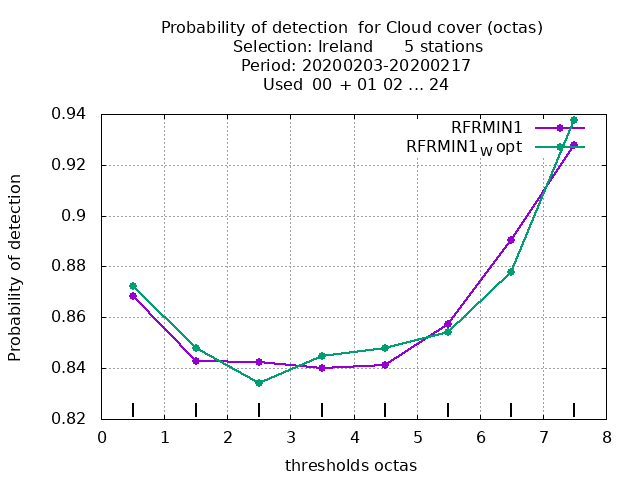 Probability of detection for Cloud cover (octas)
Selection: Ireland 5 stations
Period: 20200203-20200217
Used 00 + 01 02 ... 24
RFRMIN1
RFRMIN1W opt
0.94
0.92
0.9
0.88
0.86
0.84
0.82
Probability of detection
0 1 2 3 4 5 6 7 8
thresholds octas